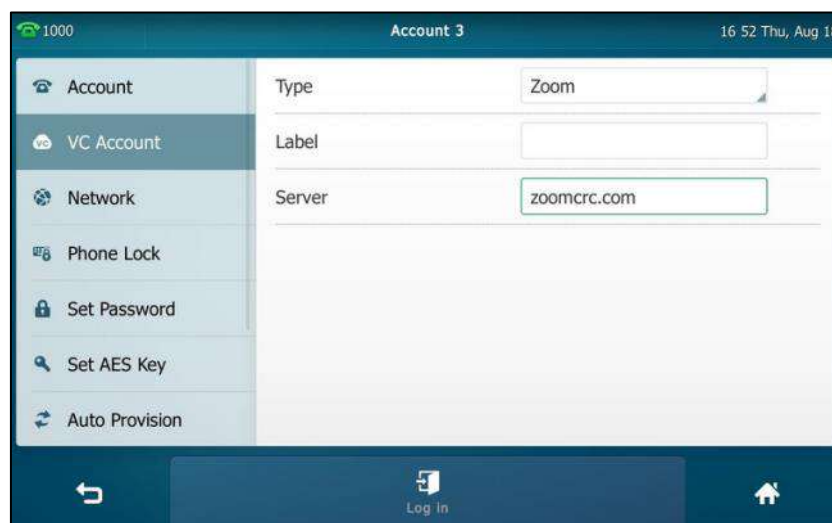 1000
Account 3
16 52 Thu, Aug 18
Account
VC Account
Network
Phone Lock
Set Password
Set AES Key
Auto Provision
Type
Zoom
Label
Server
zoomcrc.com
Log in